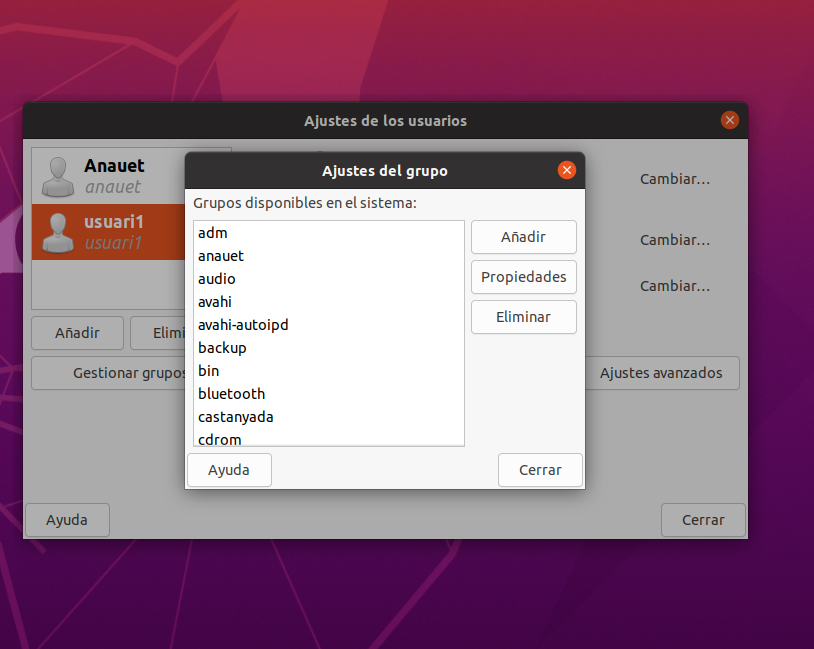 Ajustes de los usuarios
Anauet
anauet
usuari1
usuari1
Cambiar...
Cambiar...
Cambiar...
Añadir
Elimi
Gestionar grupos
Ajustes avanzados
Ayuda
Cerrar
Ajustes del grupo
Grupos disponibles en el sistema:
adm
anauet
audio
avahi
avahi-autoipd
backup
bin
bluetooth
castanyada
cdrom
Añadir
Propiedades
Eliminar
Ayuda
Cerrar